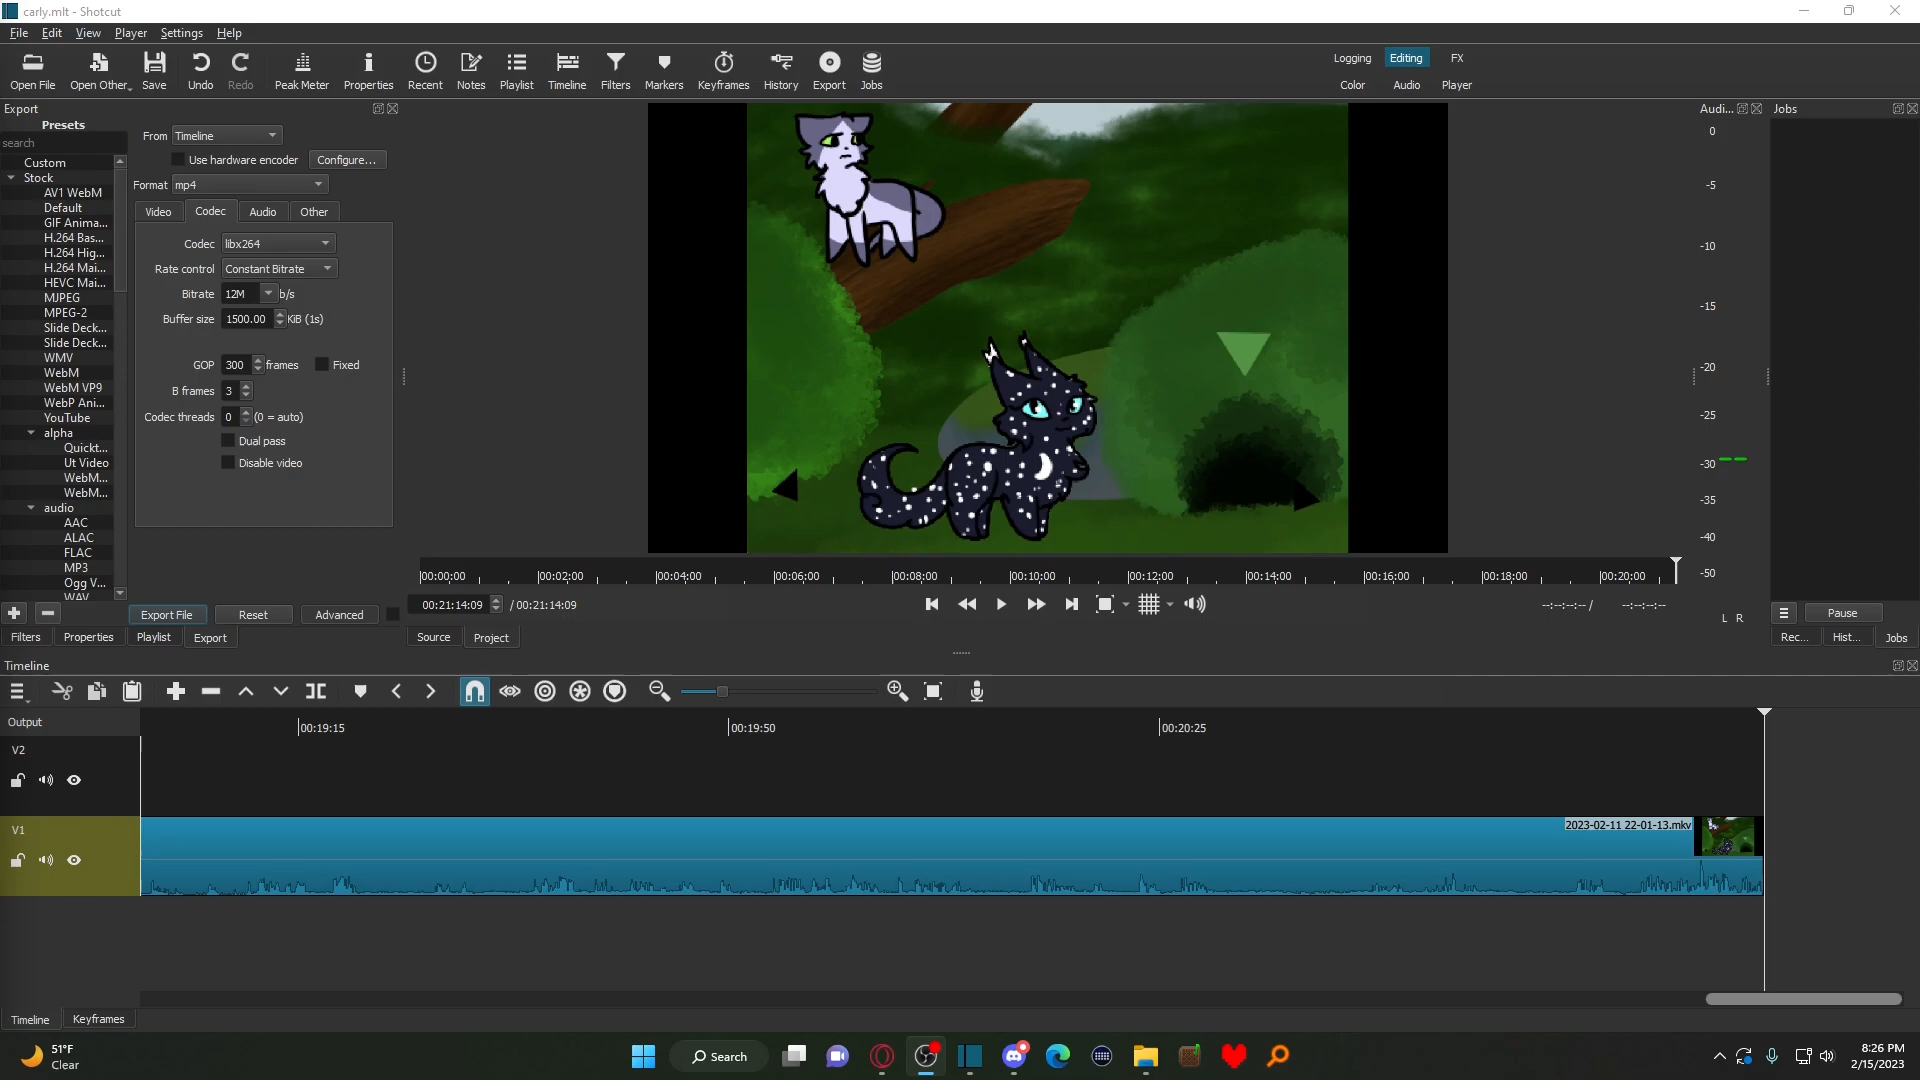 carly.mlt - Shotcut
File Edit View Player Settings Help
Open File Open Other.. Save Undo Redo Peak Meter Properties Recent Notes Playlist Timeline Filters Markers Keyframes History Export Jobs
Logging Editing FX
Color Audio Player
Export
Presets
search
Custom
Stock
AV1 WebM
Default
GIF Anima...
H.264 Bas...
H.264 Hig...
H.264 Mai...
HEVC Mai...
MJPEG
MPEG-2
Slide Deck...
Slide Deck...
WMV
WebM
WebM VP9
WebP Ani...
YouTube
alpha
Quickt...
Ut Video
WebM...
WebM...
audio
AAC
ALAC
FLAC
MP3
Ogg V...
WAV
From Timeline
Use hardware encoder Configure...
Format mp4
Video Codec Audio Other
Codec libx264
Rate control Constant Bitrate
Bitrate 12M b/s
Buffer size 1500.00 KiB (1s)
GOP 300 frames Fixed
B frames 3
Codec threads 0 (0 = auto)
Dual pass
Disable video
Export File Reset Advanced
Filters Properties Playlist Export
00:00:00 00:02:00 00:04:00 00:06:00 00:08:00 00:10:00 00:12:00 00:14:00 00:16:00 00:18:00 00:20:00
00:21:14:09 / 00:21:14:09
--:--:--:-- / --:--:--:--
Source Project
Audi...
0
-5
-10
-15
-20
-25
-30
-35
-40
-50
L R
Jobs
Pause
Rec... Hist... Jobs
Timeline
Output
00:19:15 00:19:50 00:20:25
V2
V1
2023-02-11 22-01-13.mkv
Timeline Keyframes
51°F
Clear
Search
8:26 PM
2/15/2023